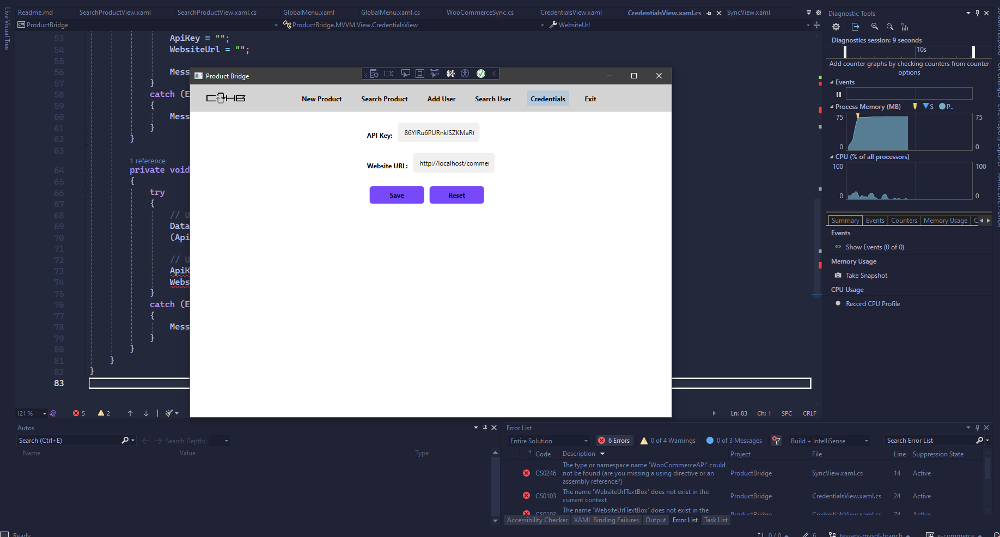 Live Visual Tree
Readme.md
SearchProductView.xaml
SearchProductView.xaml.cs
GlobalMenu.xaml
GlobalMenu.xaml.cs
WooCommerceSync.cs
CredentialsView.xaml
CredentialsView.xaml.cs
SyncView.xaml
C# ProductBridge
ProductBridge.MVVM.View.CredentialsView
WebsiteUrl
53 ApiKey = "";
54 WebsiteUrl = "";
55
56 Mess
57 }
58 catch (E
59 {
60 Mess
61 }
62 }
63
1 reference
64 private void
65 {
66 try
67 {
68 // U
69 Data
70 (Api
71
72 // U
73 ApiK
74 Webs
75 }
76 catch (E
77 {
78 Mess
79 }
80 }
81 }
82 }
83
121 %
5
2
Ln: 83 Ch: 1 SPC CRLF
Product Bridge
New Product Search Product Add User Search User Credentials Exit
API Key:
Website URL: http://localhost/commer
Save Reset
Diagnostic Tools
Diagnostics session: 9 seconds
10s
Add counter graphs by checking counters from counter
options
Events
Process Memory (MB) S P..
75 75
0 0
CPU (% of all processors)
100 100
0 0
Summary Events Counters Memory Usage C
Events
Show Events (0 of 0)
Memory Usage
Take Snapshot
CPU Usage
Record CPU Profile
Autos
Search (Ctrl+E) Search Depth:
Name Value Type
Error List
Entire Solution 6 Errors 0 of 4 Warnings 0 of 3 Messages Build + IntelliSense Search Error List
Code Description Project File Line Suppression State
CS0246 The type or namespace name 'WooCommerceAPI' could
not be found (are you missing a using directive or an
assembly reference?) ProductBridge SyncView.xaml.cs 14 Active
CS0103 The name 'WebsiteUrlTextBox' does not exist in the
current context ProductBridge CredentialsView.xaml.cs 24 Active
CS0103 The name 'WebsiteUrlTextBox' does not exist in the ProductBridge CredentialsView.xaml.cs 74 Active
Accessibility Checker XAML Binding Failures Output Error List Task List
Ready
0 / 0 6 teszary-mysql-branch e-commerce